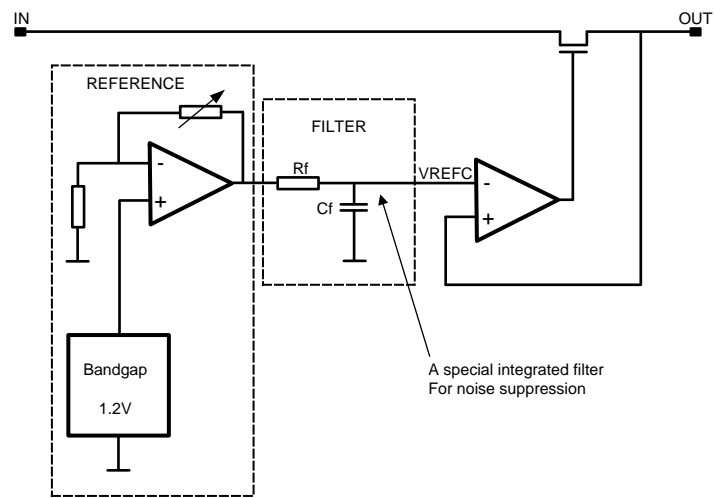 IN
OUT
REFERENCE
FILTER
-
+
Rf
Cf
VREFC
-
+
Bandgap
1.2V
A special integrated filter
For noise suppression